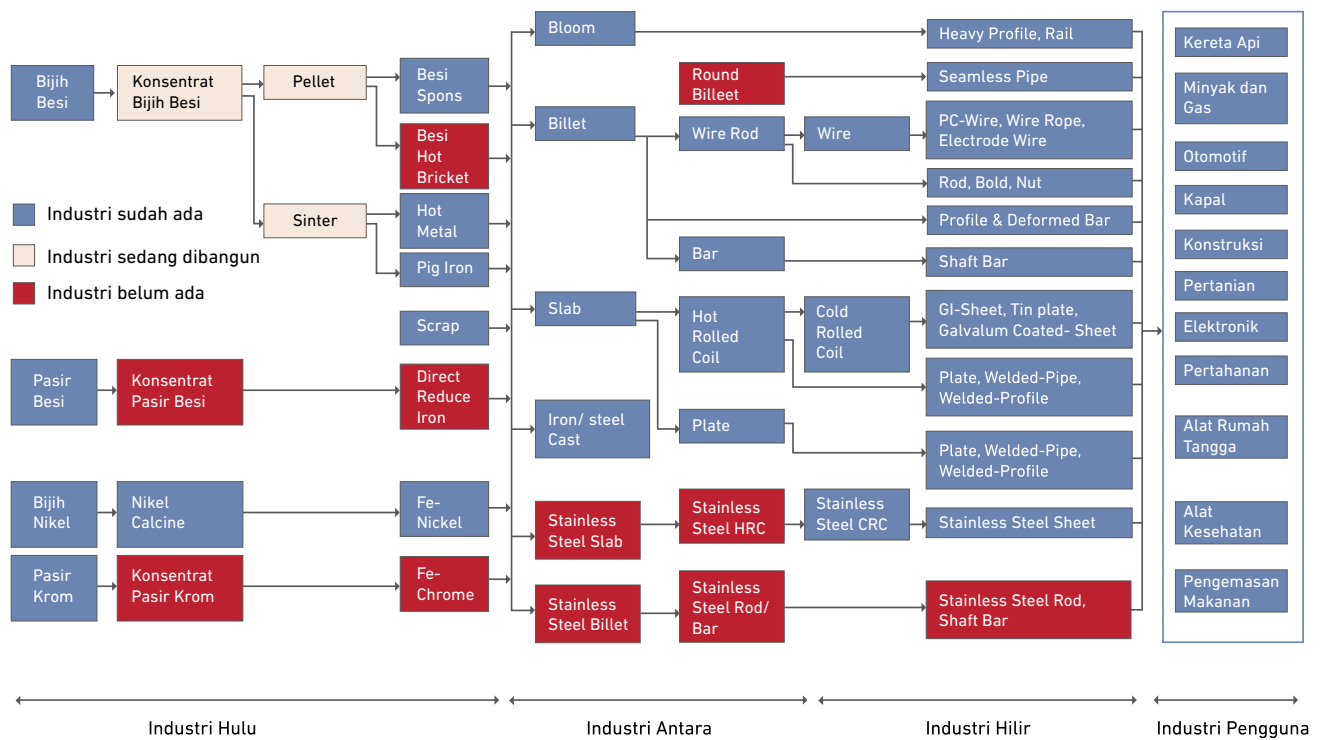 Bijih
Besi
Konsentrat
Bijih Besi
Pellet
Sinter
Besi
Spons
Besi
Hot
Bricket
Hot
Metal
Pig Iron
Scrap
Industri sudah ada
Industri sedang dibangun
Industri belum ada
Pasir
Besi
Konsentrat
Pasir Besi
Direct
Reduce
Iron
Bijih
Nikel
Nikel
Calcine
Fe-
Nickel
Pasir
Krom
Konsentrat
Pasir Krom
Fe-
Chrome
Bloom
Billet
Slab
Iron/ steel
Cast
Stainless
Steel Slab
Stainless
Steel Billet
Round
Billeet
Wire Rod
Bar
Hot
Rolled
Coil
Plate
Stainless
Steel HRC
Stainless
Steel Rod/
Bar
Wire
Cold
Rolled
Coil
Stainless
Steel CRC
Heavy Profile, Rail
Seamless Pipe
PC-Wire, Wire Rope,
Electrode Wire
Rod, Bold, Nut
Profile & Deformed Bar
Shaft Bar
GI-Sheet, Tin plate,
Galvalum Coated- Sheet
Plate, Welded-Pipe,
Welded-Profile
Plate, Welded-Pipe,
Welded-Profile
Stainless Steel Sheet
Stainless Steel Rod,
Shaft Bar
Kereta Api
Minyak dan
Gas
Otomotif
Kapal
Konstruksi
Pertanian
Elektronik
Pertahanan
Alat Rumah
Tangga
Alat
Kesehatan
Pengemasan
Makanan
Industri Hulu
Industri Antara
Industri Hilir
Industri Pengguna